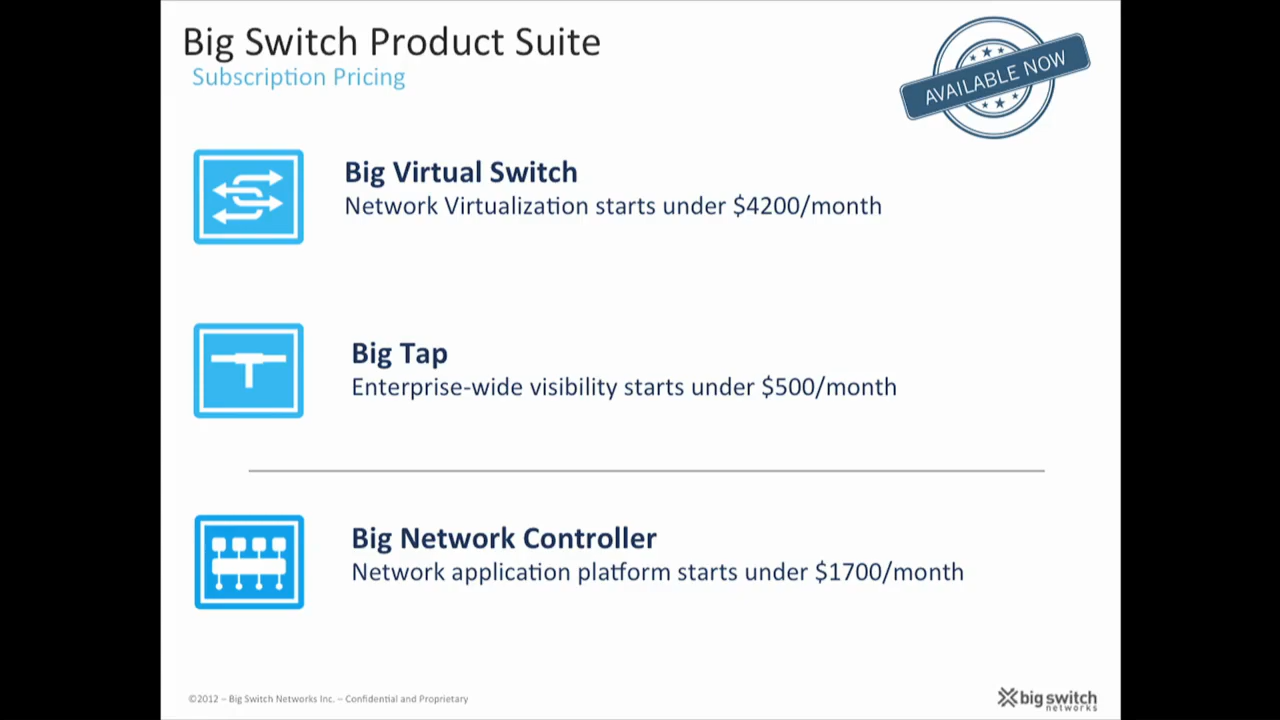 Big Switch Product Suite
Subscription Pricing
AVAILABLE NOW
Big Virtual Switch
Network Virtualization starts under $4200/month
Big Tap
Enterprise-wide visibility starts under $500/month
Big Network Controller
Network application platform starts under $1700/month
©2012 – Big Switch Networks Inc. – Confidential and Proprietary
big switch
networks